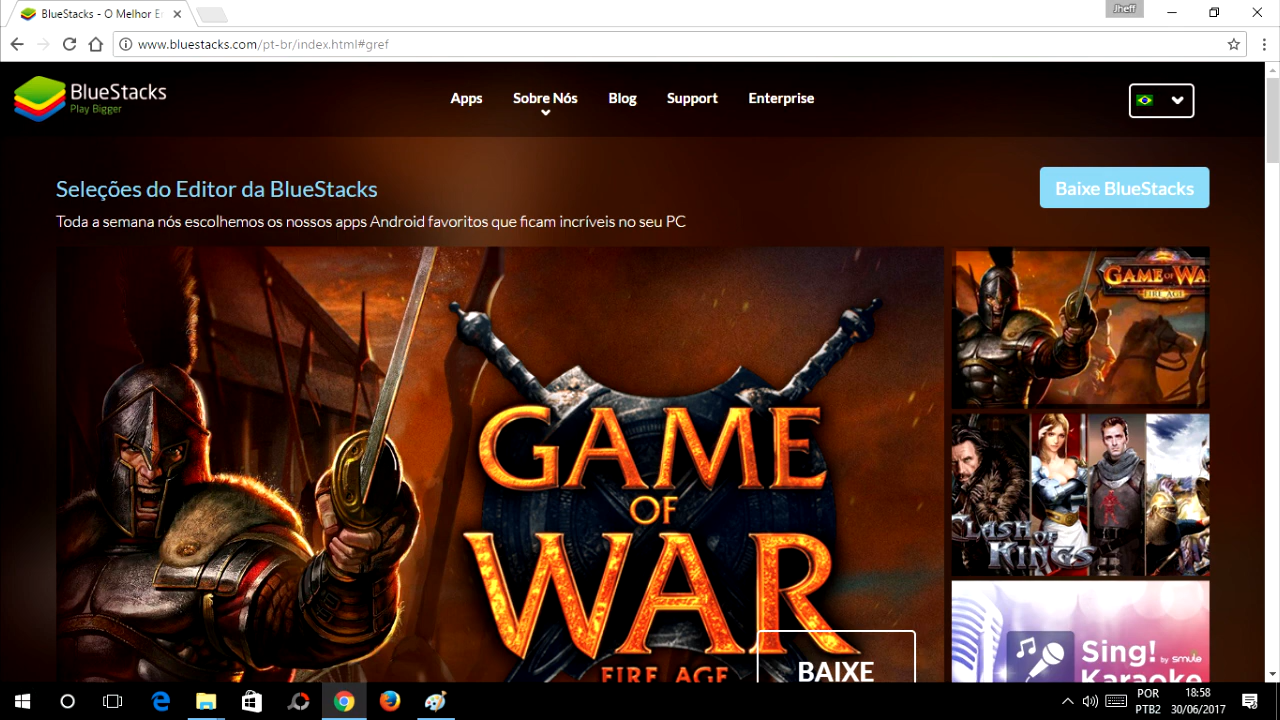 BlueStacks - O Melhor E
Jheff
www.bluestacks.com/pt-br/index.html#gref
BlueStacks
Play Bigger
Apps
Sobre Nós
Blog
Support
Enterprise
Seleções do Editor da BlueStacks
Baixe BlueStacks
Toda a semana nós escolhemos os nossos apps Android favoritos que ficam incríveis no seu PC
GAME
OF
WAR
FIRE AGE
BAIXE
GAME OF WAR
FIRE AGE
CLASH
OF
KINGS
Sing! by smule
Karaoke
POR
PTB2
18:58
30/06/2017